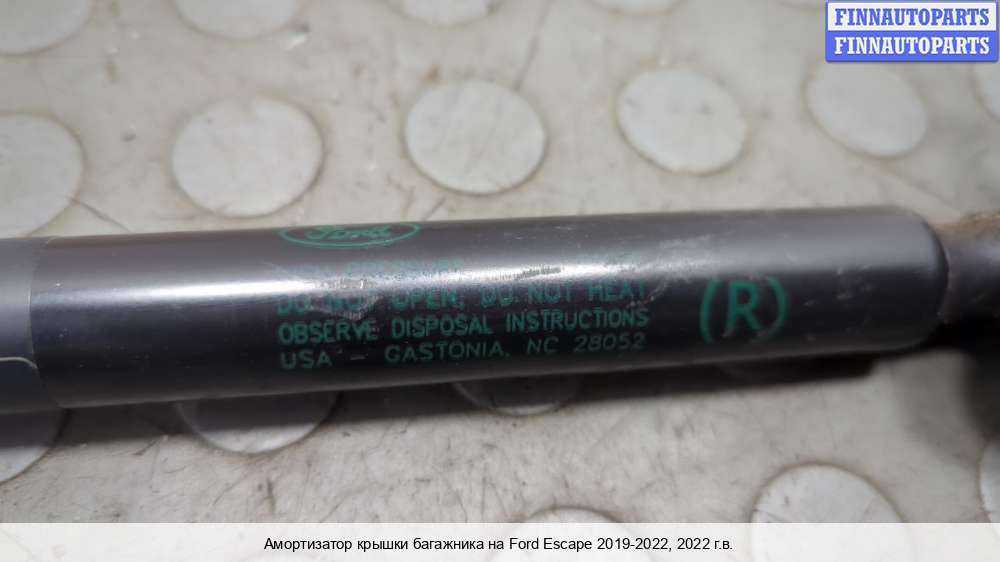 FINNAUTOPARTS
FINNAUTOPARTS
Ford
DO NOT OPEN. DO NOT HEAT
OBSERVE DISPOSAL INSTRUCTIONS
USA - GASTONIA, NC 28052
(R)
Амортизатор крышки багажника на Ford Escape 2019-2022, 2022 г.в.